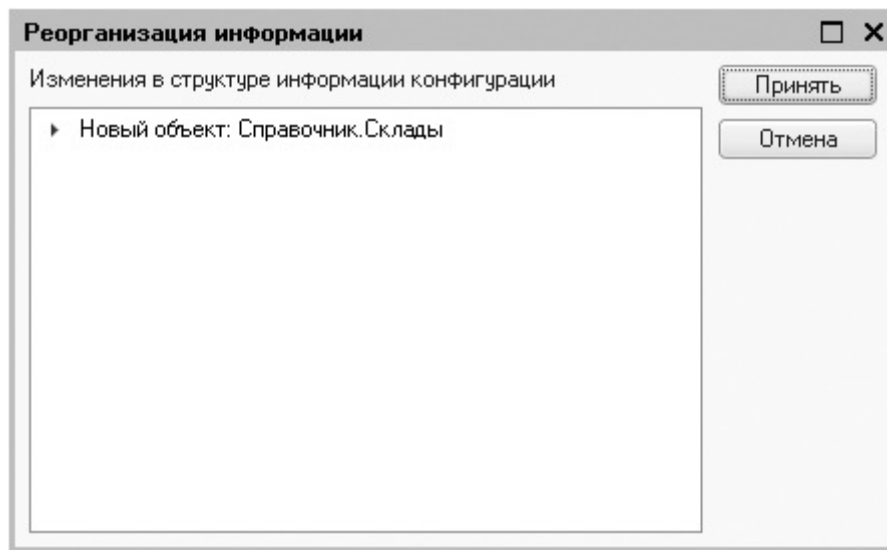 Реорганизация информации
Изменения в структуре информации конфигурации
Принять
Новый объект: Справочник.Склады
Отмена